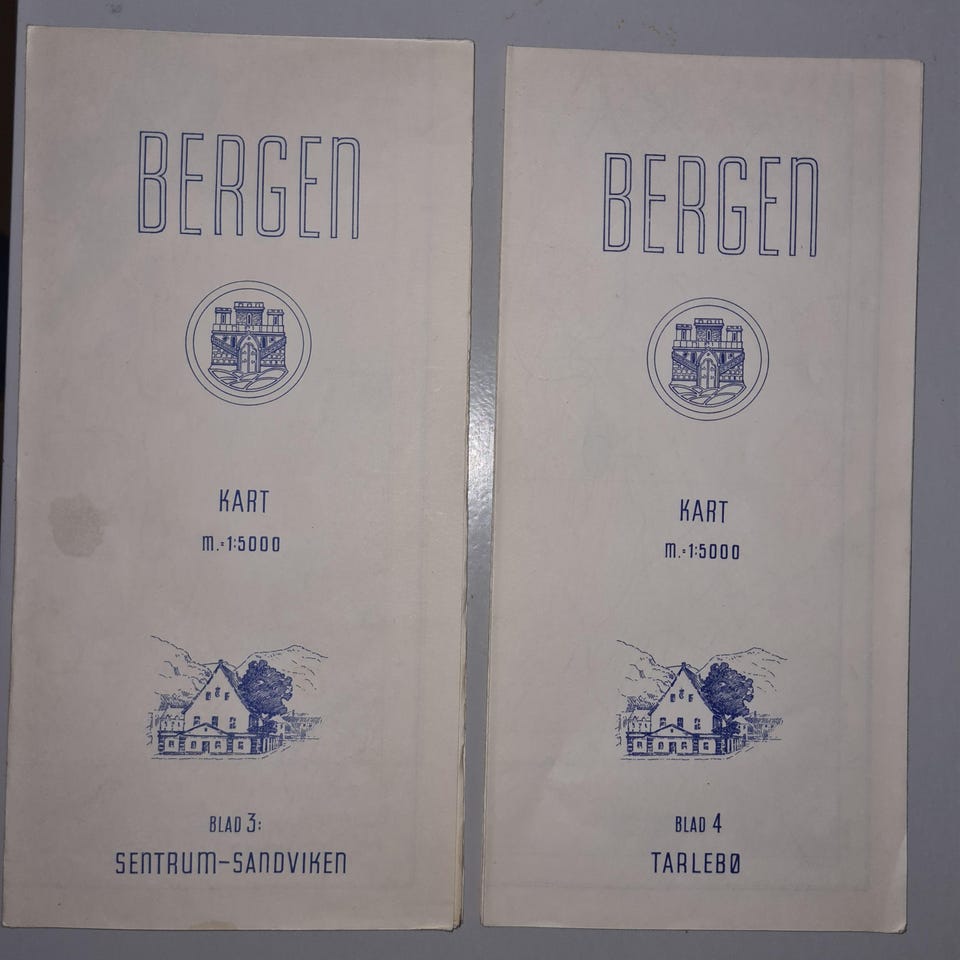 BERGEN
KART
m.=1:5000
BLAD 3:
SENTRUM-SANDVIKEN
BERGEN
KART
m.=1:5000
BLAD 4
TARLEBØ